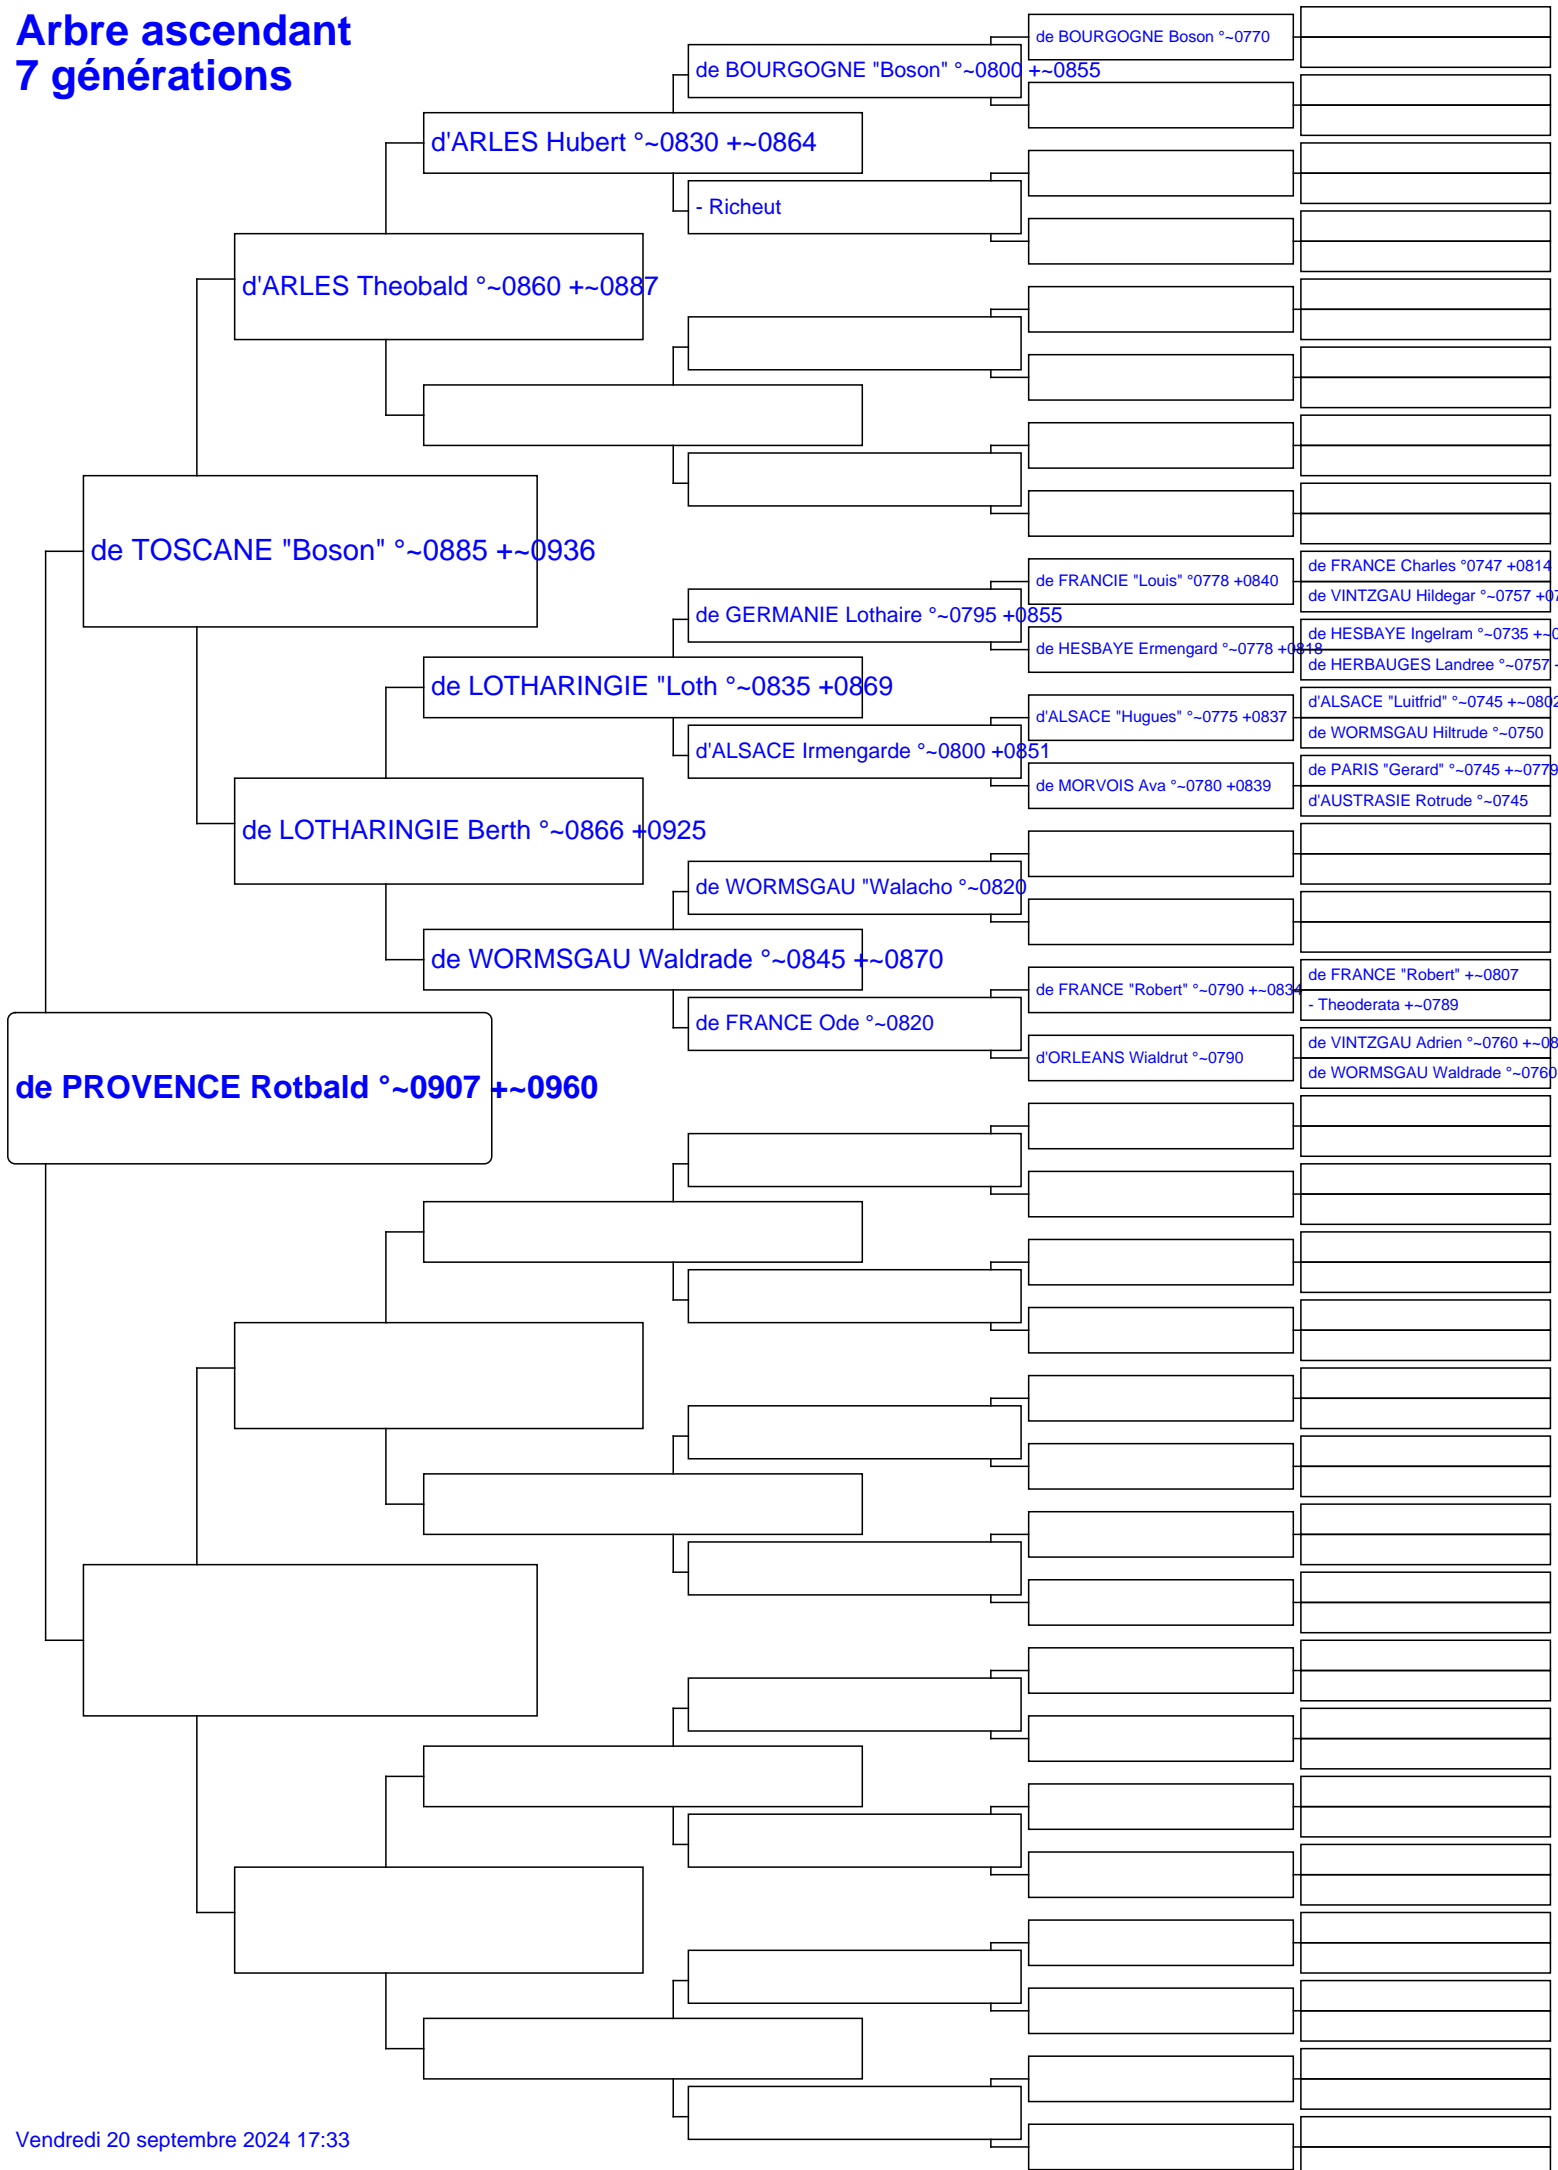 Arbre ascendant
7 générations
de BOURGOGNE Boson °~0770
de BOURGOGNE "Boson" °~0800 +~0855
d'ARLES Hubert °~0830 +~0864
- Richeut
d'ARLES Theobald °~0860 +~0887
de TOSCANE "Boson" °~0885 +~0936
de FRANCE Charles °0747 +0814
de FRANCIE "Louis" °0778 +0840
de VINTZGAU Hildegar °~0757 +07
de GERMANIE Lothaire °~0795 +0855
de HESBAYE Ingelram °~0735 +~0
de HESBAYE Ermengard °~0778 +0818
de HERBAUGES Landree °~0757 +
de LOTHARINGIE "Loth °~0835 +0869
d'ALSACE "Luitfrid" °~0745 +~0802
d'ALSACE "Hugues" °~0775 +0837
de WORMSGAU Hiltrude °~0750
d'ALSACE Irmengarde °~0800 +0851
de PARIS "Gerard" °~0745 +~0779
de MORVOIS Ava °~0780 +0839
d'AUSTRASIE Rotrude °~0745
de LOTHARINGIE Berth °~0866 +0925
de WORMSGAU "Walacho °~0820
de WORMSGAU Waldrade °~0845 +~0870
de FRANCE "Robert" +~0807
de FRANCE "Robert" °~0790 +~0834
- Theoderata +~0789
de FRANCE Ode °~0820
de VINTZGAU Adrien °~0760 +~08
d'ORLEANS Wialdrut °~0790
de WORMSGAU Waldrade °~0760
de PROVENCE Rotbald °~0907 +~0960
Vendredi 20 septembre 2024 17:33